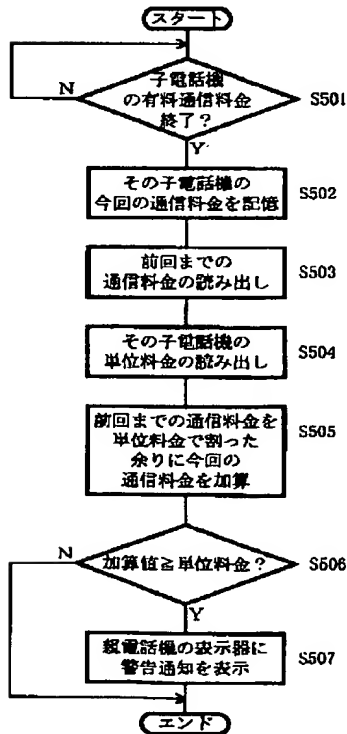 スタート
子電話機
の有料通信料金
終了?
S501
N
Y
その子電話機の
今回の通信料金を記憶
S502
前回までの
通信料金の読み出し
S503
その子電話機の
単位料金の読み出し
S504
前回までの通信料金を
単位料金で割った
余りに今回の
通信料金を加算
S505
N
加算値≧単位料金?
S506
Y
親電話機の表示器に
警告通知を表示
S507
エンド